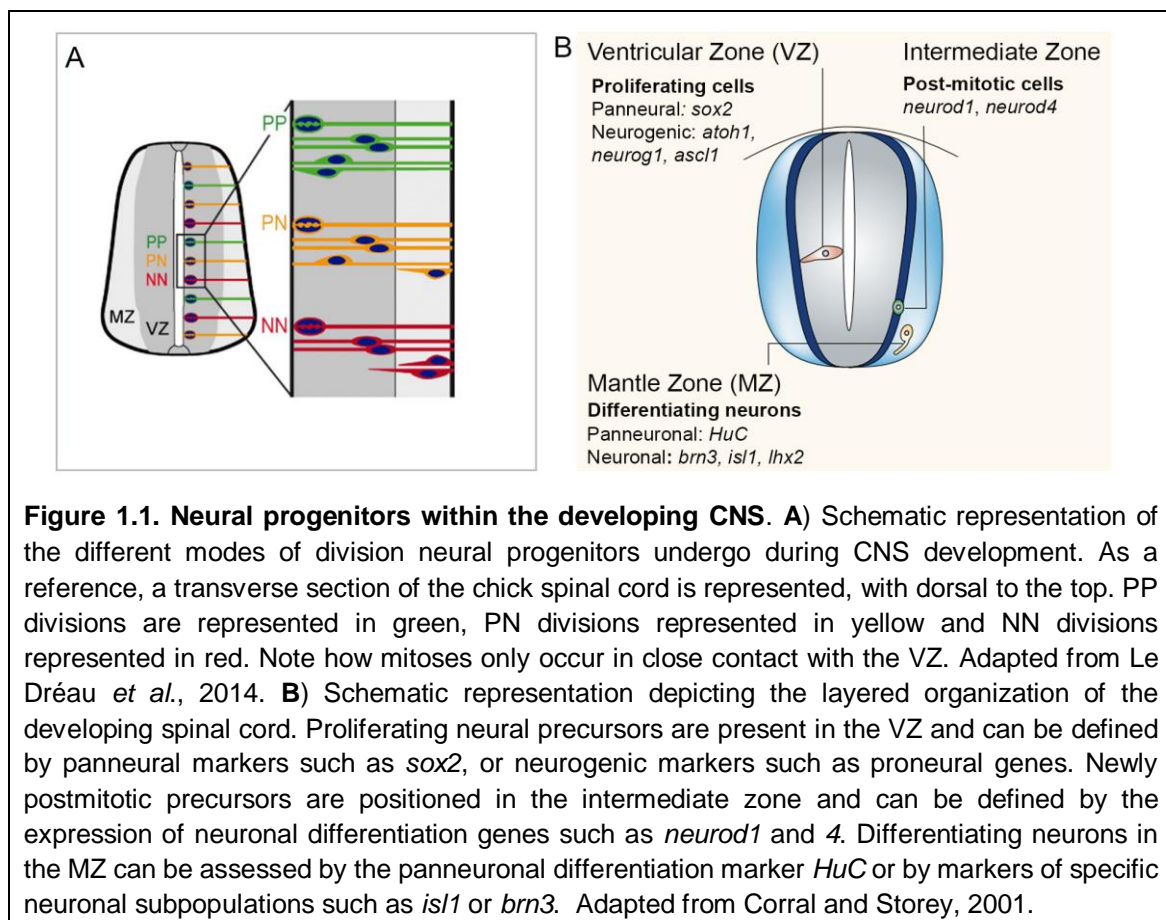 A
PP
PN
NN
PP
PN
NN
MZ
VZ
B
Ventricular Zone (VZ)
Proliferating cells
Panneural: sox2
Neurogenic: atoh1,
neurog1, ascl1
Intermediate Zone
Post-mitotic cells
neurod1, neurod4
Mantle Zone (MZ)
Differentiating neurons
Panneuronal: HuC
Neuronal: brn3, isl1, lhx2
Figure 1.1. Neural progenitors within the developing CNS. A) Schematic representation of
the different modes of division neural progenitors undergo during CNS development. As a
reference, a transverse section of the chick spinal cord is represented, with dorsal to the top. PP
divisions are represented in green, PN divisions represented in yellow and NN divisions
represented in red. Note how mitoses only occur in close contact with the VZ. Adapted from Le
Dréau et al., 2014. B) Schematic representation depicting the layered organization of the
developing spinal cord. Proliferating neural precursors are present in the VZ and can be defined
by panneural markers such as sox2, or neurogenic markers such as proneural genes. Newly
postmitotic precursors are positioned in the intermediate zone and can be defined by the
expression of neuronal differentiation genes such as neurod1 and 4. Differentiating neurons in
the MZ can be assessed by the panneuronal differentiation marker HuC or by markers of specific
neuronal subpopulations such as isl1 or brn3. Adapted from Corral and Storey, 2001.